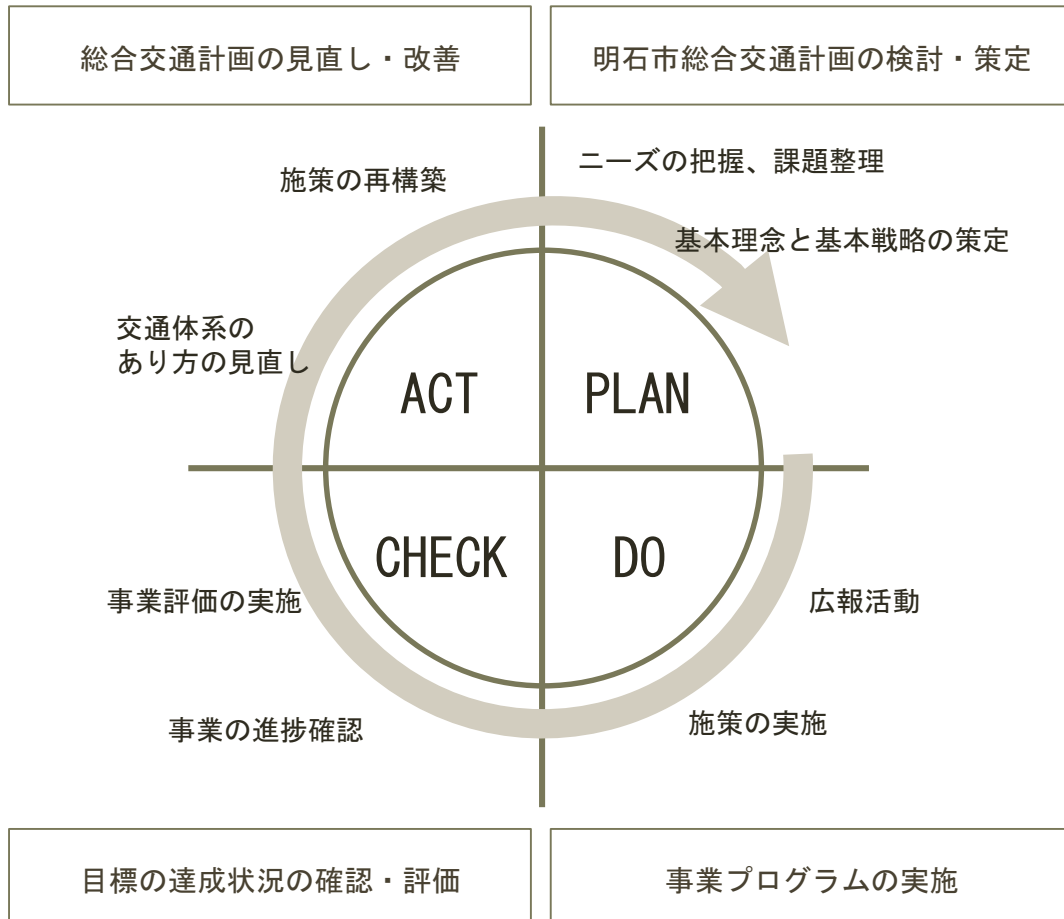 総合交通計画の見直し・改善
明石市総合交通計画の検討・策定
ニーズの把握、課題整理
施策の再構築
基本理念と基本戦略の策定
交通体系の
あり方の見直し
ACT
PLAN
CHECK
DO
事業評価の実施
広報活動
事業の進捗確認
施策の実施
目標の達成状況の確認・評価
事業プログラムの実施